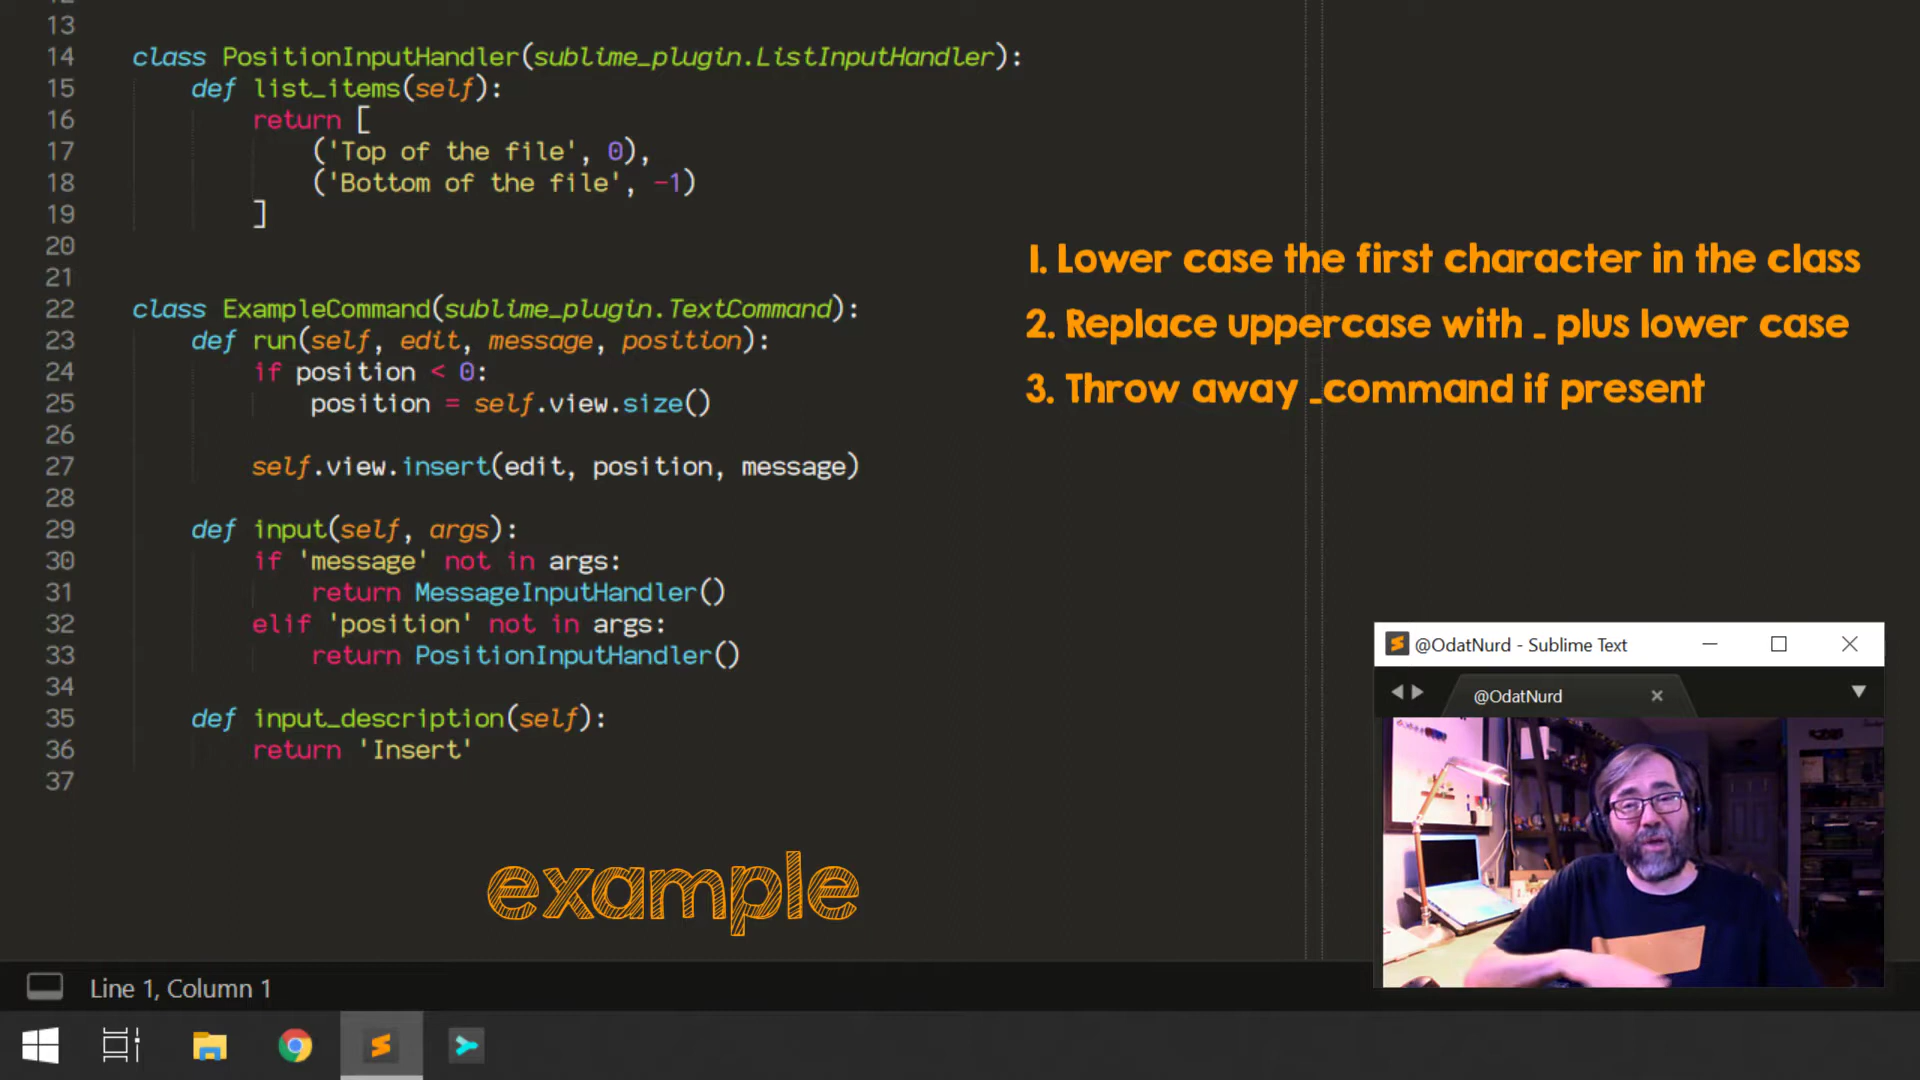 13
14 class PositionInputHandler(sublime_plugin.ListInputHandler):
15 def list_items(self):
16 return [
17 ('Top of the file', 0),
18 ('Bottom of the file', -1)
19 ]
20
21
22 class ExampleCommand(sublime_plugin.TextCommand):
23 def run(self, edit, message, position):
24 if position < 0:
25 position = self.view.size()
26
27 self.view.insert(edit, position, message)
28
29 def input(self, args):
30 if 'message' not in args:
31 return MessageInputHandler()
32 elif 'position' not in args:
33 return PositionInputHandler()
34
35 def input_description(self):
36 return 'Insert'
37
1. Lower case the first character in the class
2. Replace uppercase with _ plus lower case
3. Throw away _command if present
example
@OdatNurd - Sublime Text
@OdatNurd
Line 1, Column 1